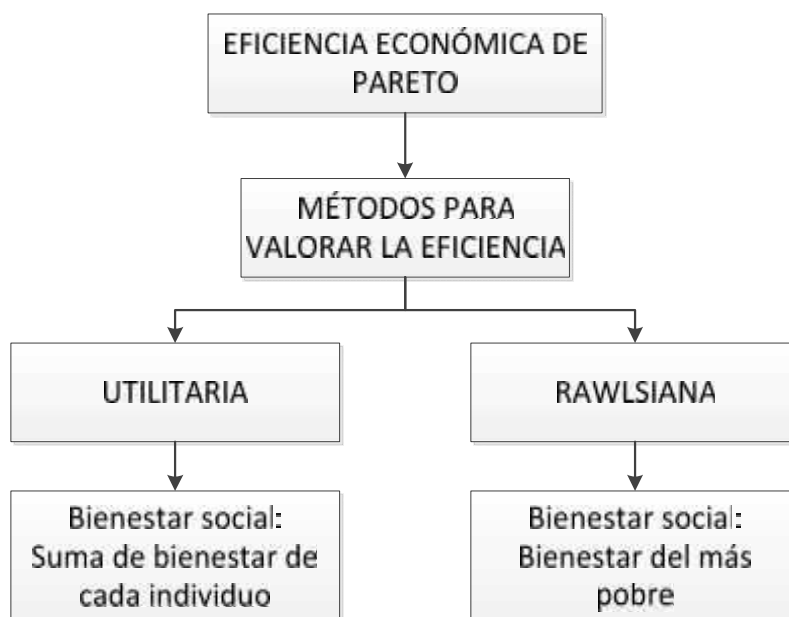 EFICIENCIA ECONÓMICA DE
PARETO
MÉTODOS PARA
VALORAR LA EFICIENCIA
UTILITARIA
RAWLSIANA
Bienestar social:
Suma de bienestar de
cada individuo
Bienestar social:
Bienestar del más
pobre